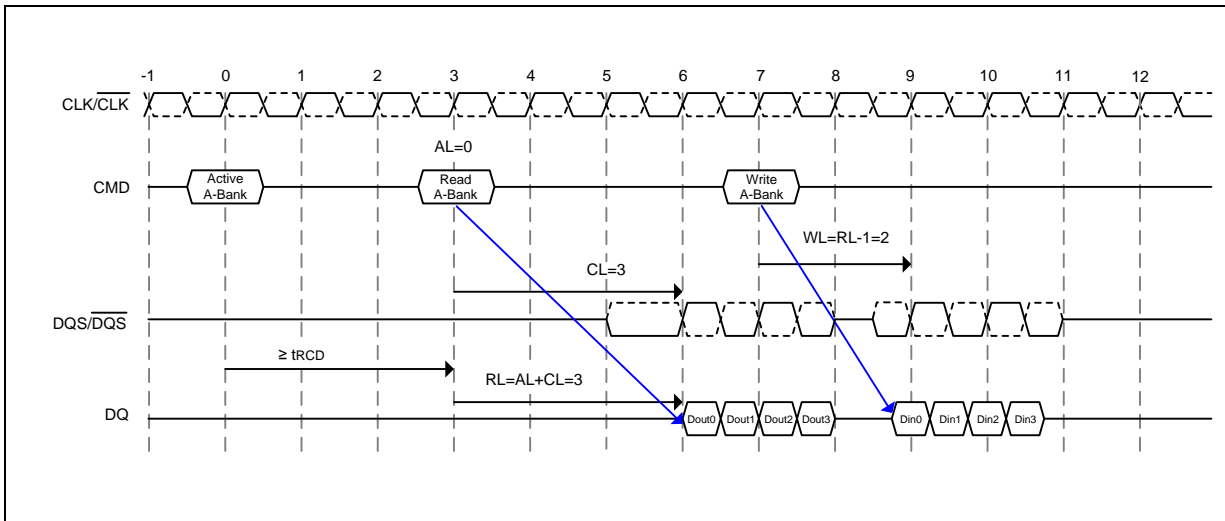 -1 0 1 2 3 4 5 6 7 8 9 10 11 12
CLK/CLK
AL=0
CMD
Active
A-Bank
Read
A-Bank
Write
A-Bank
WL=RL-1=2
CL=3
DQS/DQS
≥ tRCD
RL=AL+CL=3
DQ
Dout0 Dout1 Dout2 Dout3 Din0 Din1 Din2 Din3